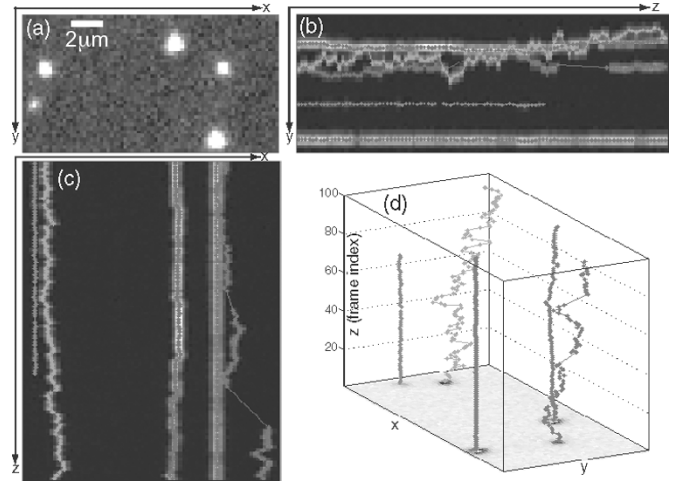 x
(a)
2μm
y
z
(b)
y
x
(c)
z
100
(d)
80
60
40
20
z (frame index)
x
y